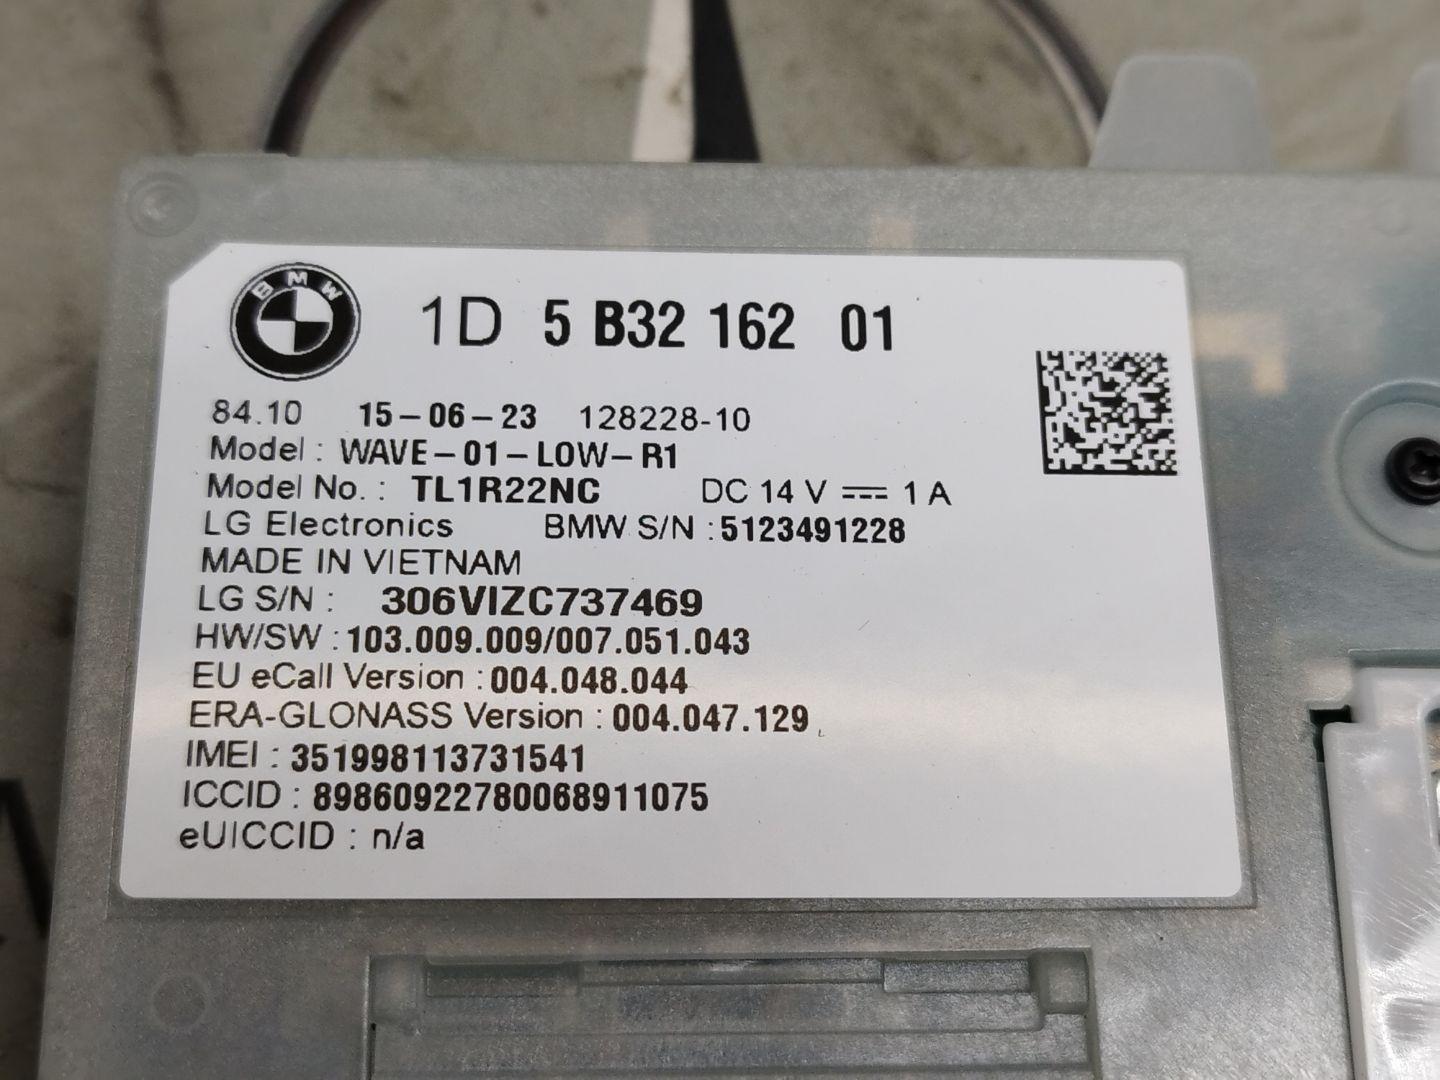 BMW
1D 5 B32 162 01
84.10 15-06-23 128228-10
Model : WAVE-01-LOW-R1
Model No. : TL1R22NC DC 14 V ⎓ 1 A
LG Electronics BMW S/N : 5123491228
MADE IN VIETNAM
LG S/N : 306VIZC737469
HW/SW : 103.009.009/007.051.043
EU eCall Version : 004.048.044
ERA-GLONASS Version : 004.047.129
IMEI : 351998113731541
ICCID : 89860922780068911075
eUICCID : n/a